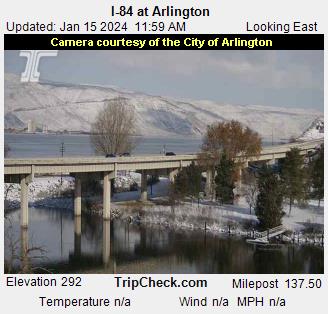 I-84 at Arlington
Updated: Jan 15 2024 11:59 AM Looking East
Camera courtesy of the City of Arlington
Elevation 292 TripCheck.com Milepost 137.50
Temperature n/a Wind n/a MPH n/a